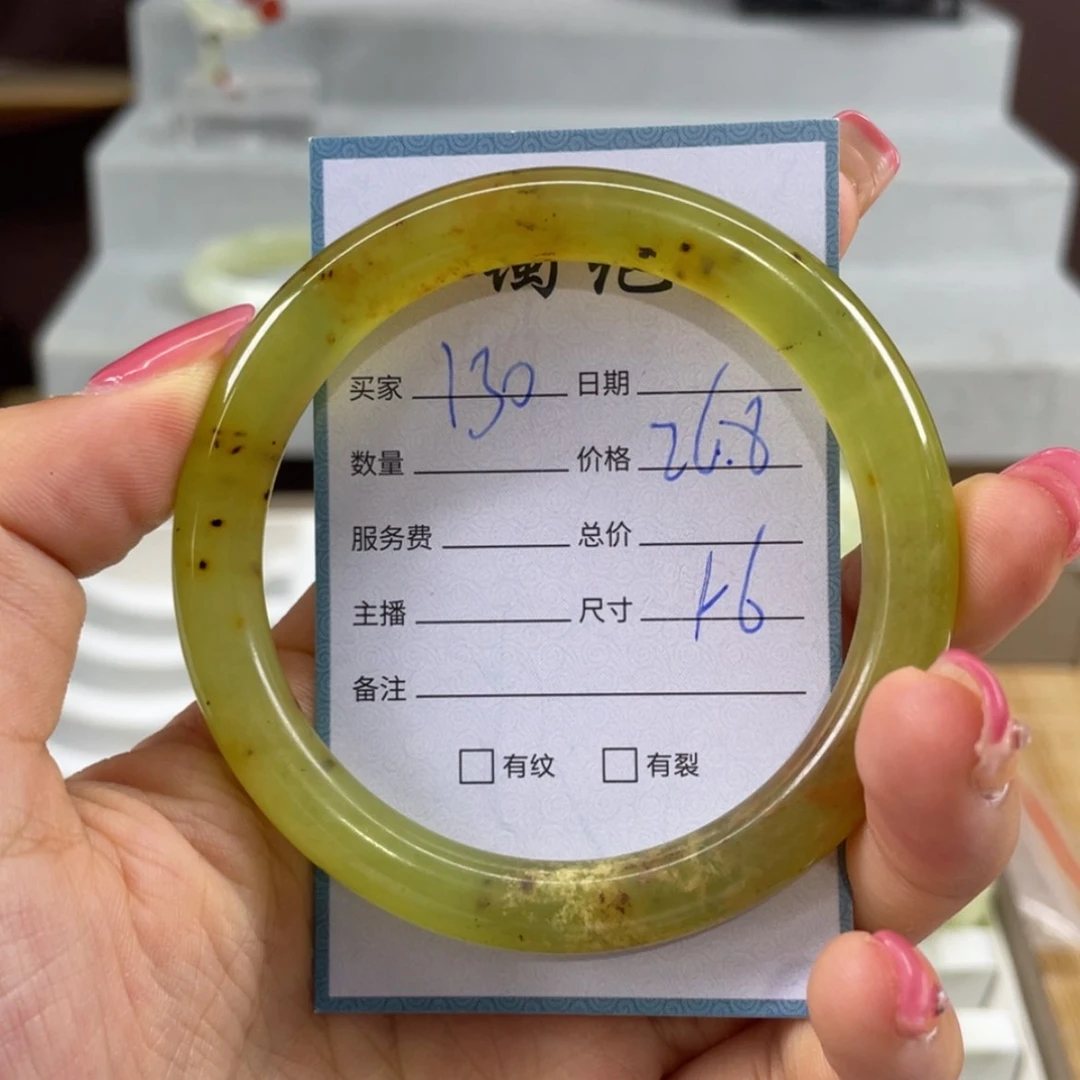 买家 130 日期
数量 价格 26.8
服务费 总价
主播 尺寸 H6
备注
有纹 有裂